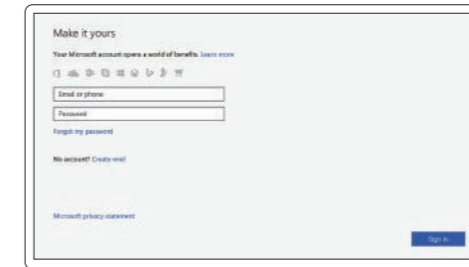 Make it yours
Your Microsoft account opens a world of benefits. Learn more
Email or phone
Password
Forgot my password
No account? Create one!
Microsoft privacy statement
Sign in